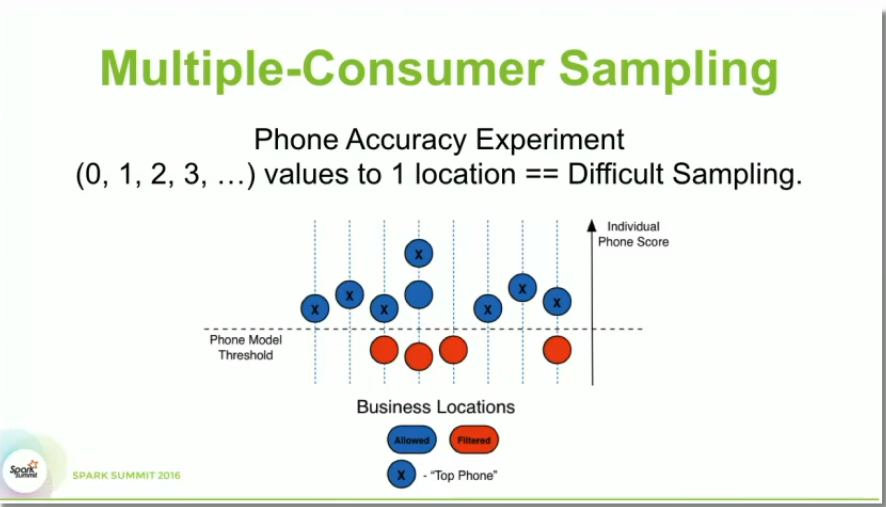 Multiple-Consumer Sampling
Phone Accuracy Experiment
(0, 1, 2, 3, …) values to 1 location == Difficult Sampling.
Individual
Phone Score
X
X
X
X
X
X
X
Phone Model
Threshold
Business Locations
Allowed
Filtered
X - “Top Phone”
Spark
Summit
SPARK SUMMIT 2016